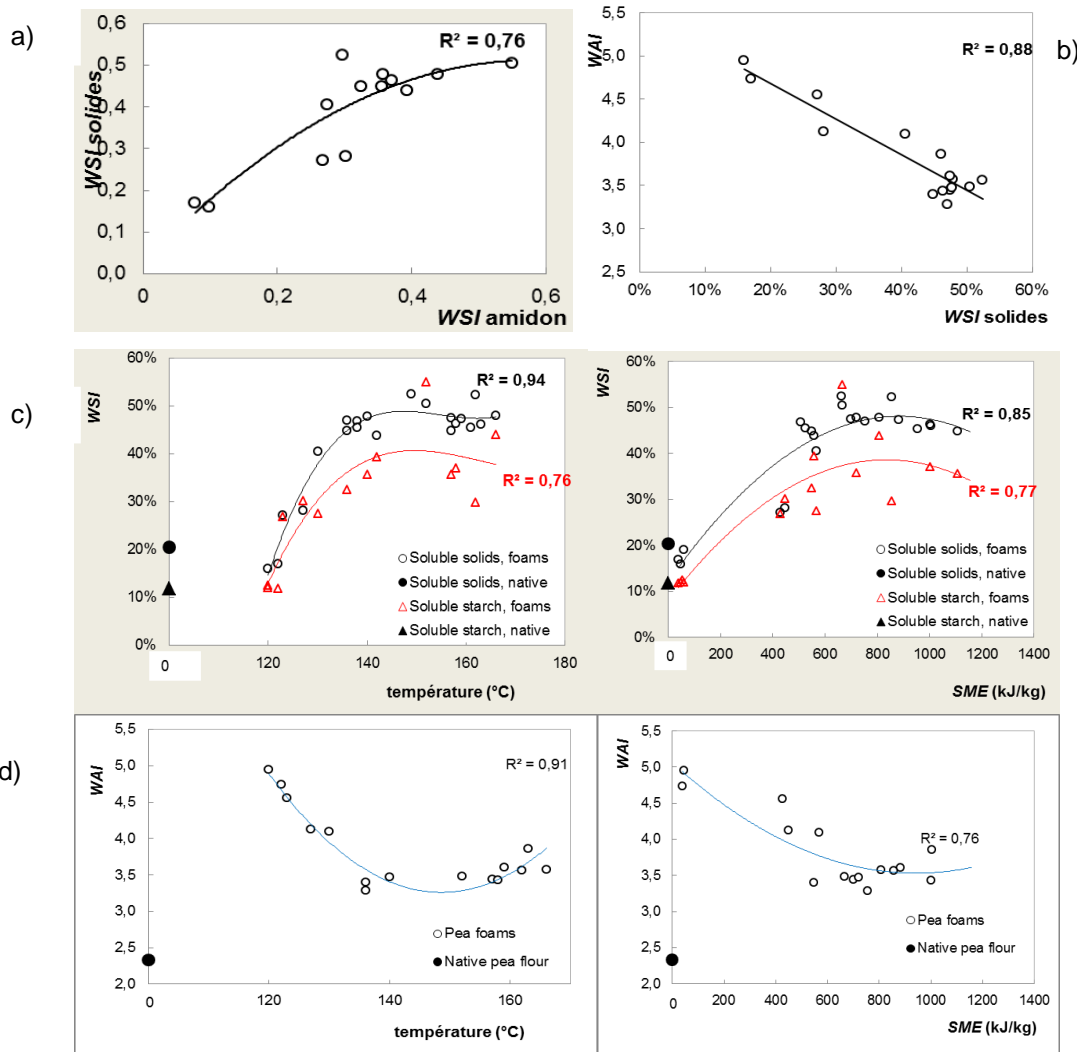 a)
WSI solides
0,6
0,5
0,4
0,3
0,2
0,1
0,0
R² = 0,76
0
0,2
0,4
0,6
WSI amidon
b)
WAI
5,5
5,0
4,5
4,0
3,5
3,0
2,5
R² = 0,88
0%
10%
20%
30%
40%
50%
60%
WSI solides
c)
WSI
60%
50%
40%
30%
20%
10%
0%
R² = 0,94
R² = 0,76
Soluble solids, foams
Soluble solids, native
Soluble starch, foams
Soluble starch, native
0
120
140
160
180
température (°C)
WSI
60%
50%
40%
30%
20%
10%
0%
R² = 0,85
R² = 0,77
Soluble solids, foams
Soluble solids, native
Soluble starch, foams
Soluble starch, native
0
200
400
600
800
1000
1200
1400
SME (kJ/kg)
d)
WAI
5,5
5,0
4,5
4,0
3,5
3,0
2,5
2,0
R² = 0,91
Pea foams
Native pea flour
0
120
140
160
température (°C)
WAI
5,5
5,0
4,5
4,0
3,5
3,0
2,5
2,0
R² = 0,76
Pea foams
Native pea flour
0
200
400
600
800
1000
1200
1400
SME (kJ/kg)